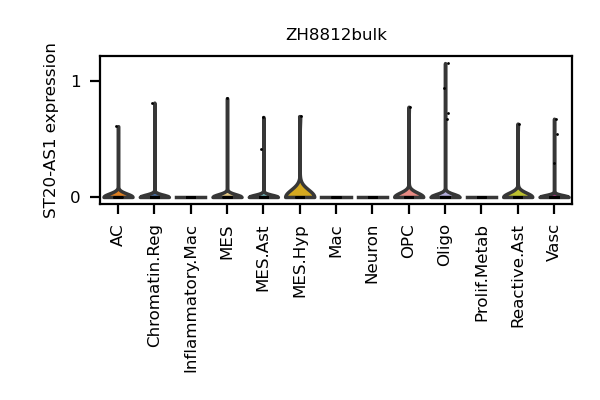 ZH8812bulk
ST20-AS1 expression
1
0
AC
Chromatin.Reg
Inflammatory.Mac
MES
MES.Ast
MES.Hyp
Mac
Neuron
OPC
Oligo
Prolif.Metab
Reactive.Ast
Vasc